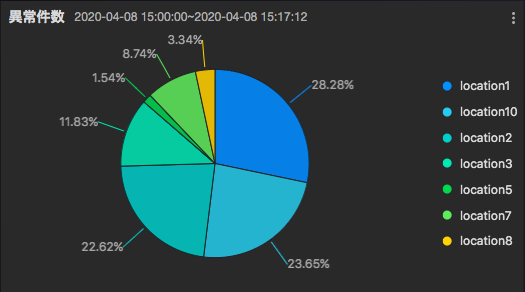 異常件数 2020-04-08 15:00:00~2020-04-08 15:17:12
3.34%
8.74%
1.54%
28.28%
11.83%
22.62%
23.65%
location1
location10
location2
location3
location5
location7
location8